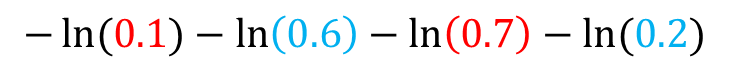 − ln(0.1) − ln(0.6) − ln(0.7) − ln(0.2)